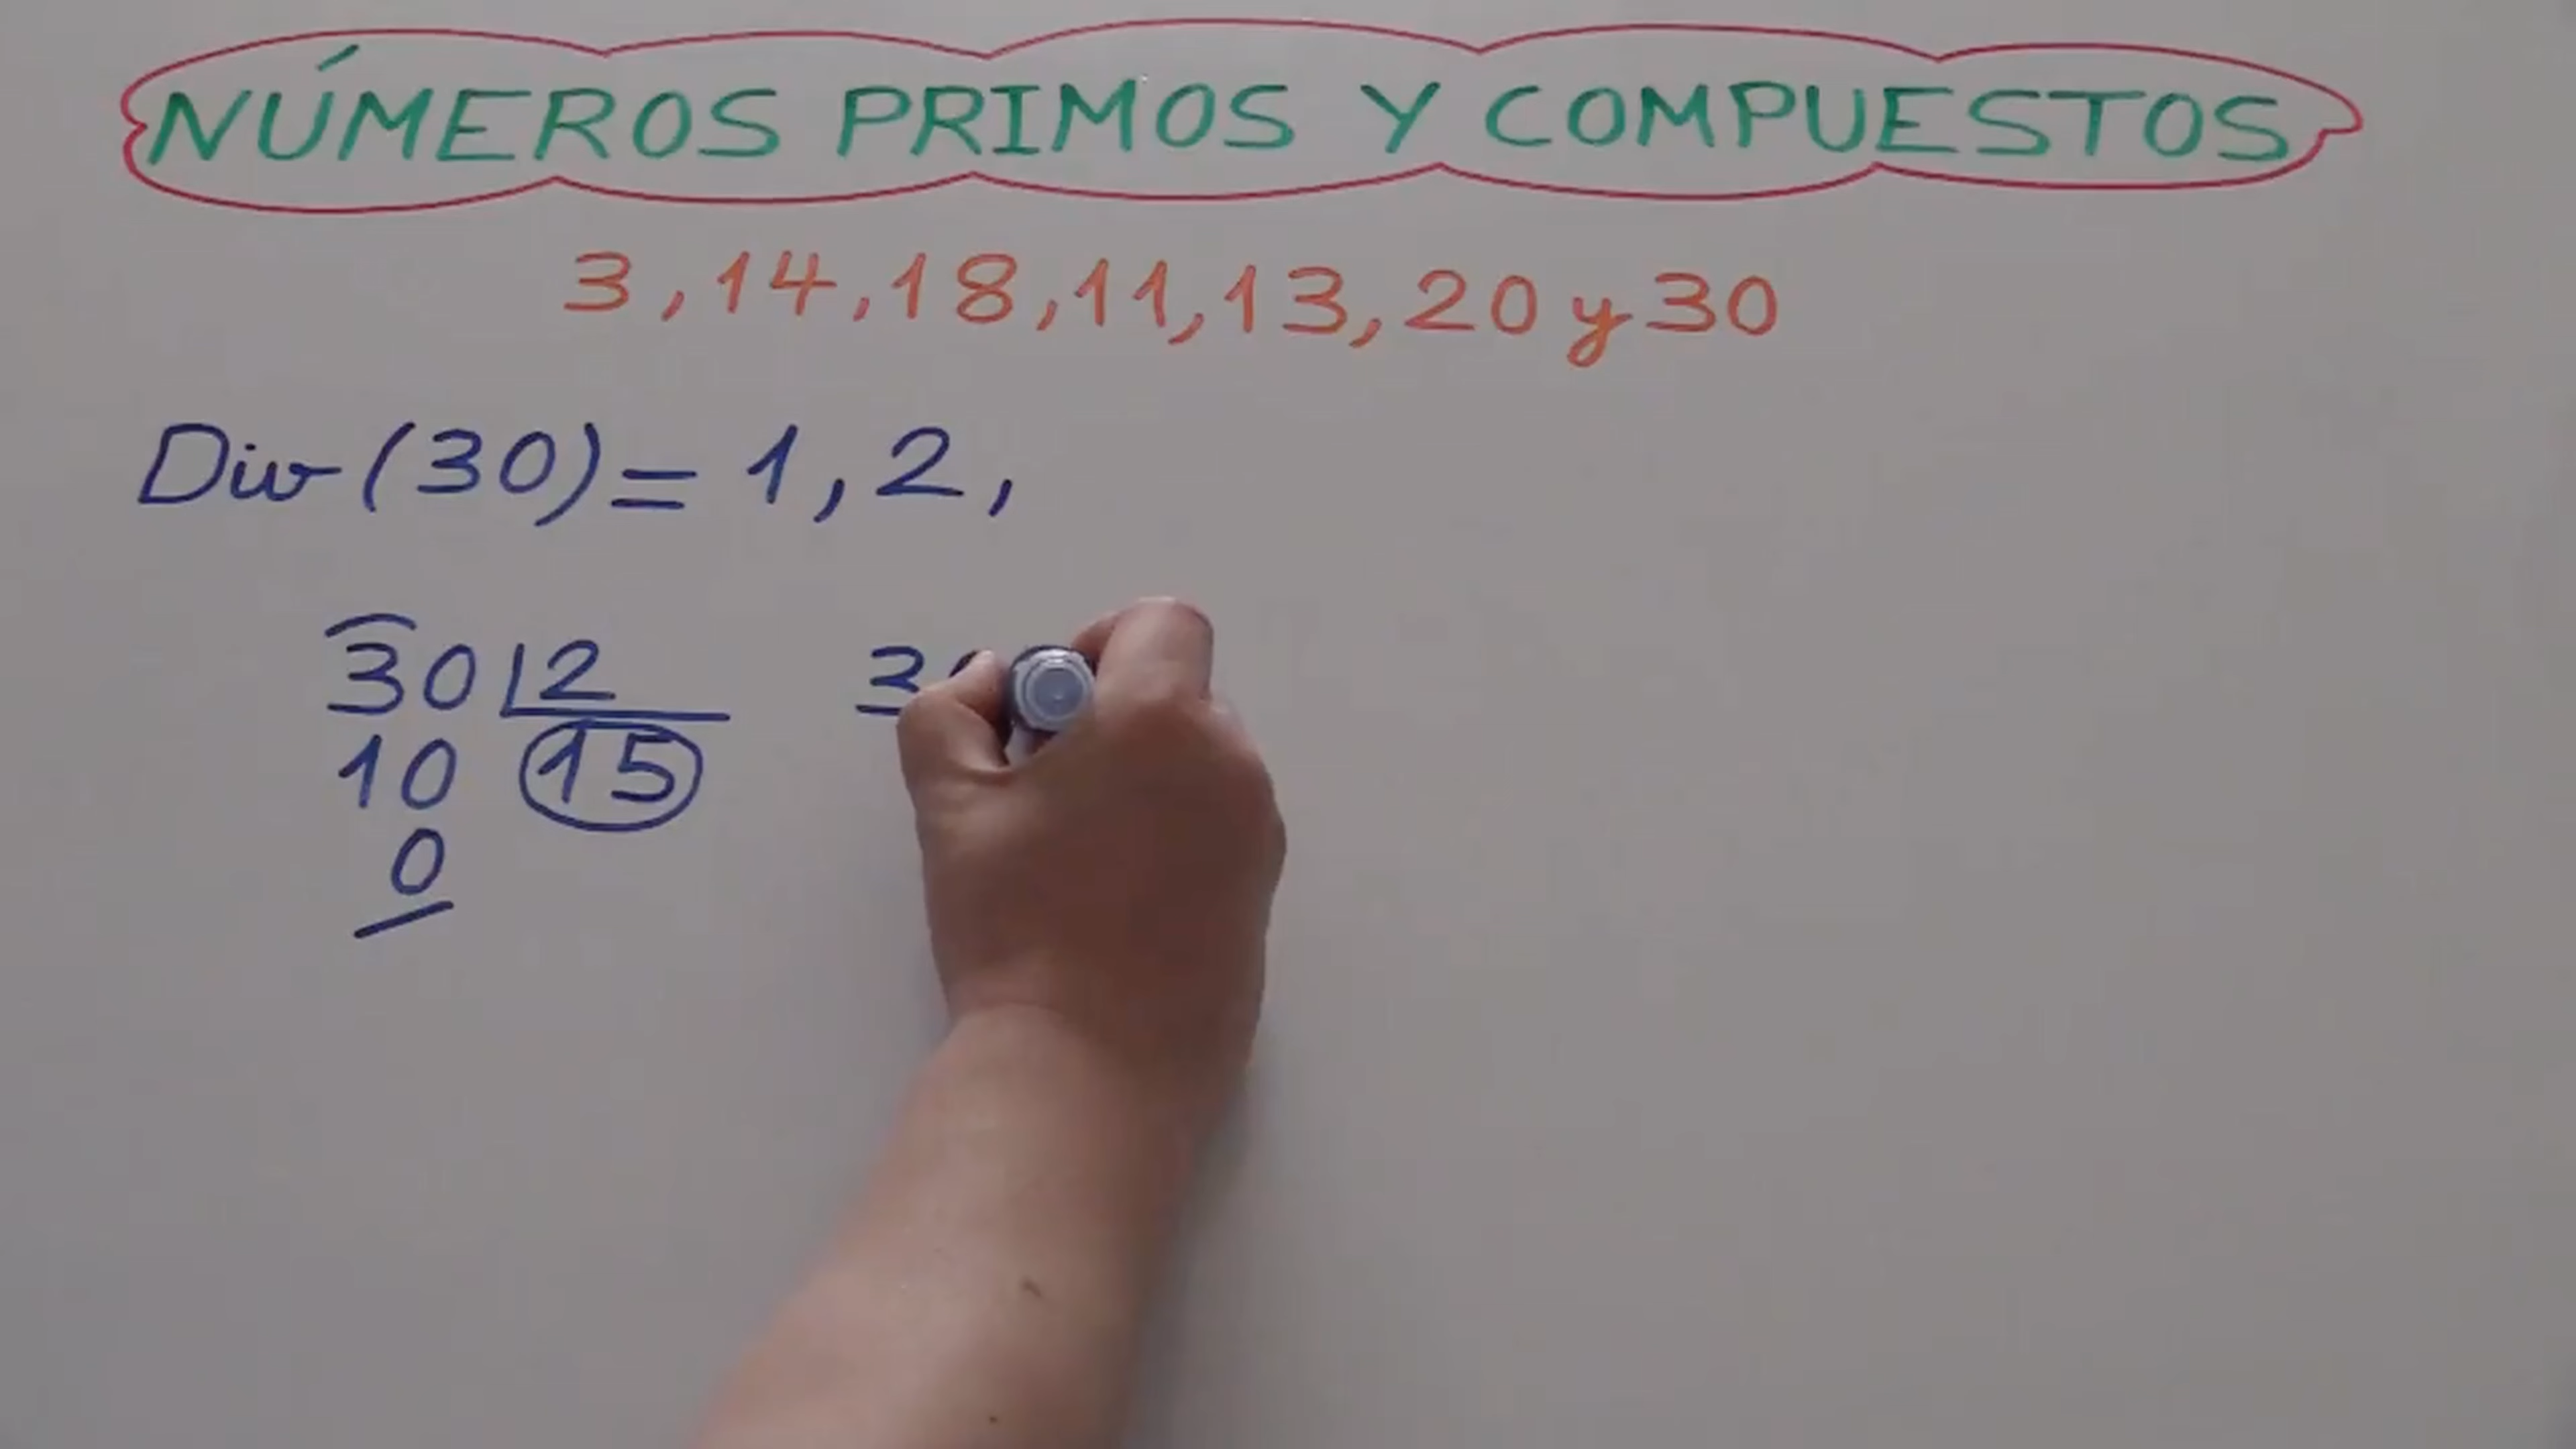 NÚMEROS PRIMOS Y COMPUESTOS
3, 14, 18, 11, 13, 20 y 30
Div (30) = 1, 2,
30 2 3
10 15
0